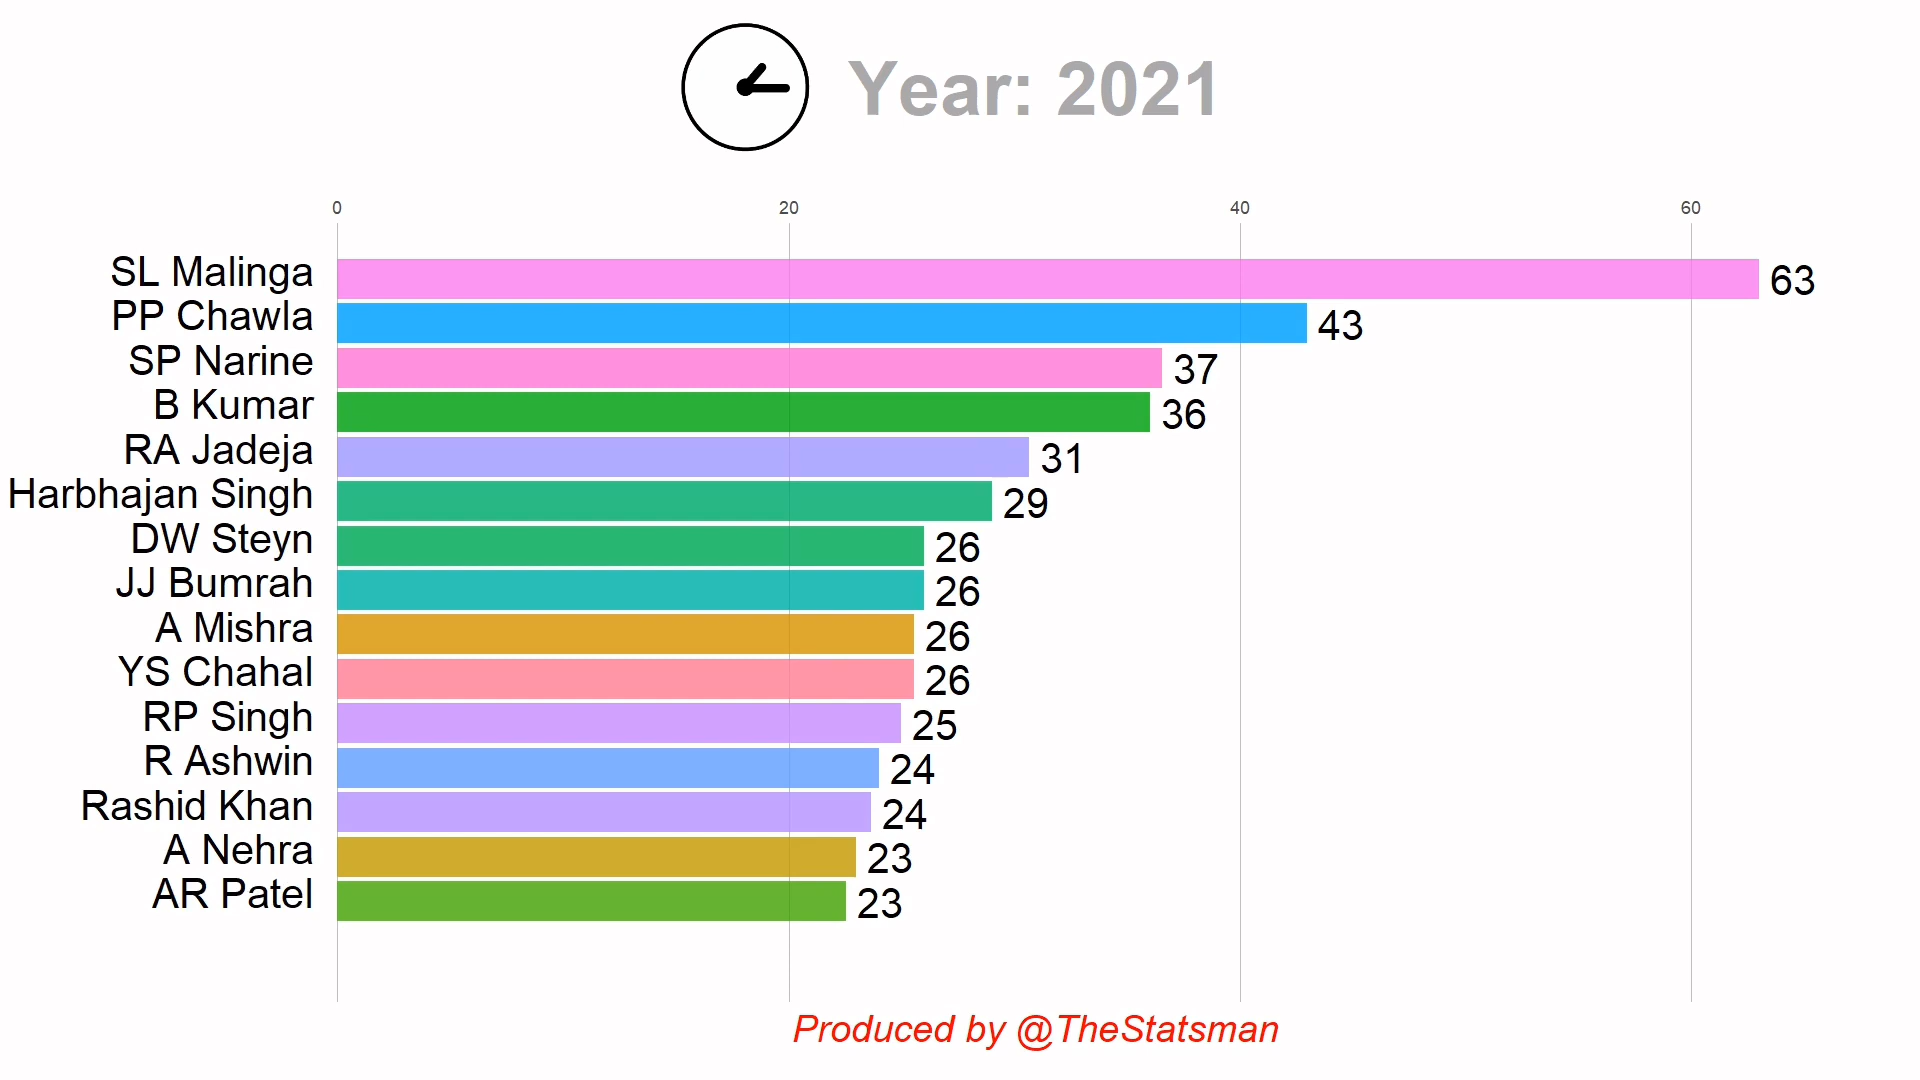 Year: 2021
0 20 40 60
SL Malinga 63
PP Chawla 43
SP Narine 37
B Kumar 36
RA Jadeja 31
Harbhajan Singh 29
DW Steyn 26
JJ Bumrah 26
A Mishra 26
YS Chahal 26
RP Singh 25
R Ashwin 24
Rashid Khan 24
A Nehra 23
AR Patel 23
Produced by @TheStatsman